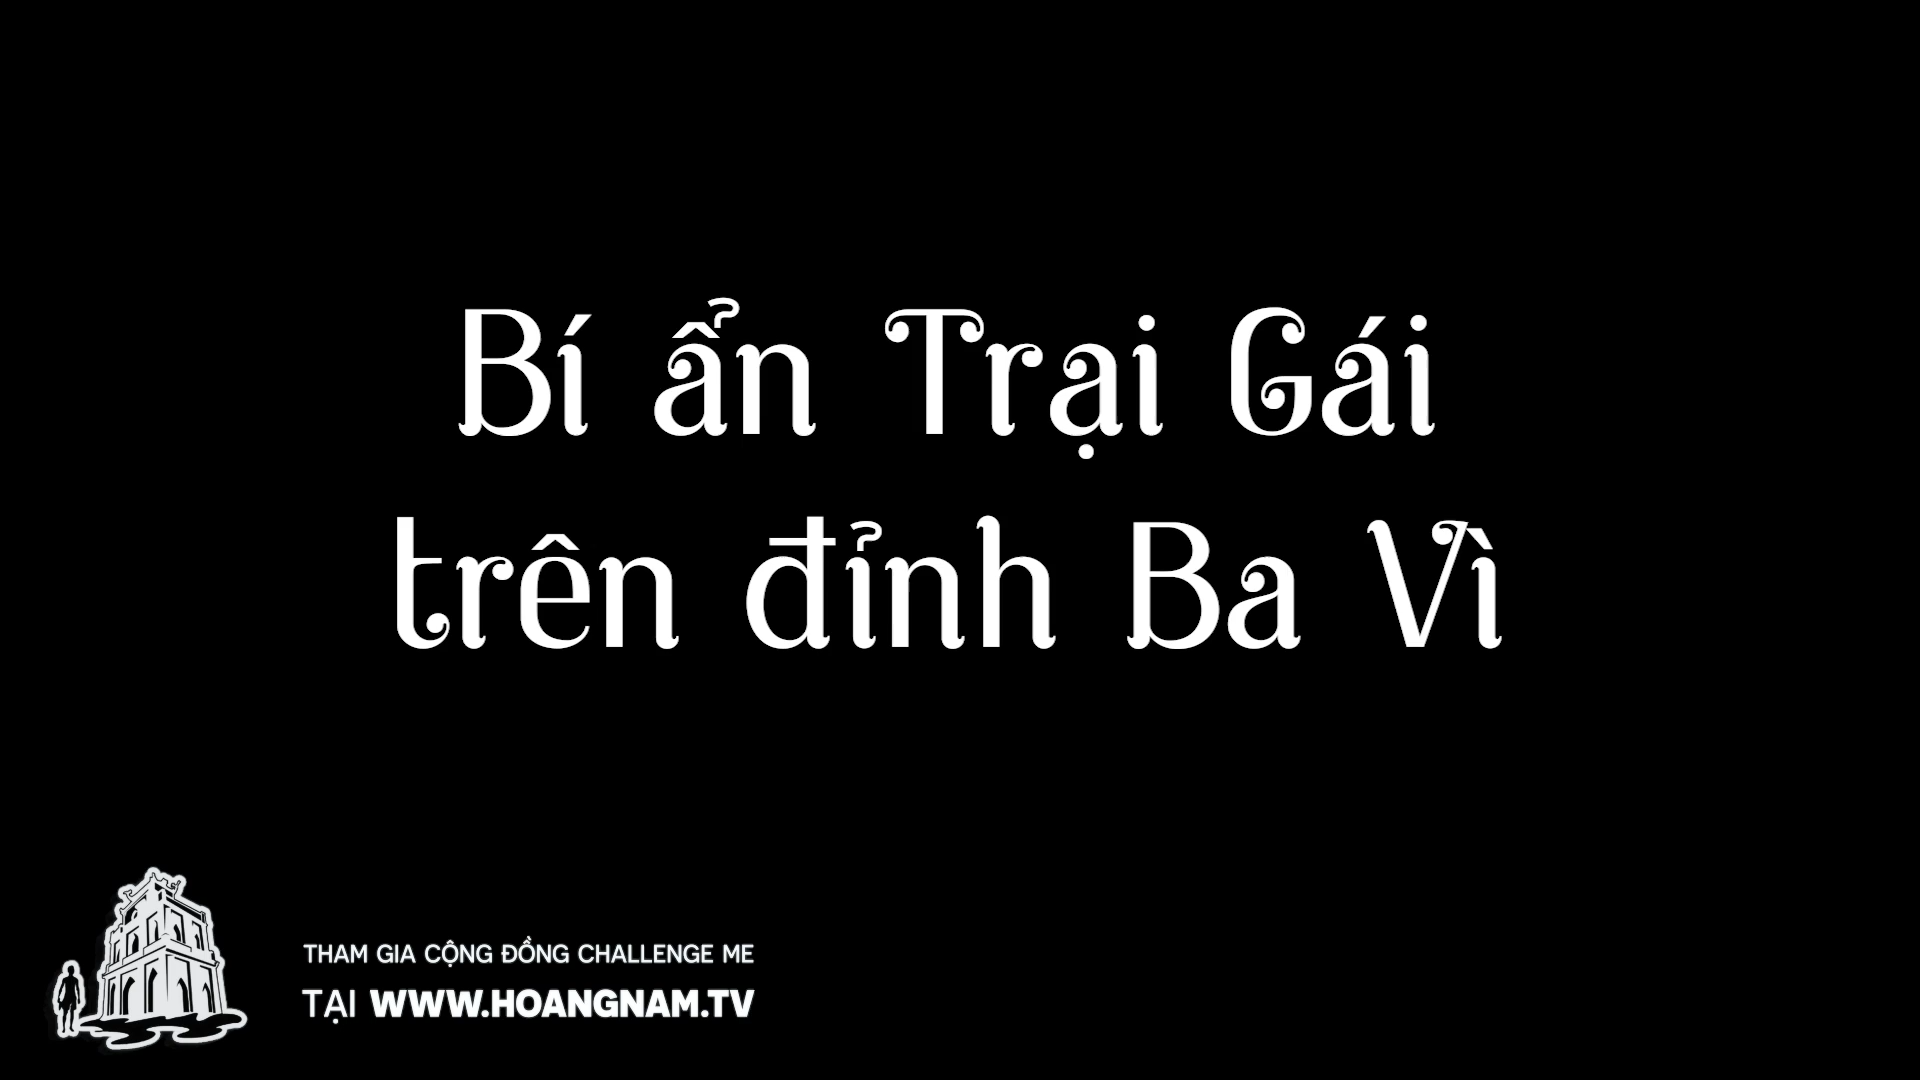 Bí ẩn Trại Gái
trên đỉnh Ba Vì
THAM GIA CỘNG ĐỒNG CHALLENGE ME
TẠI WWW.HOANGNAM.TV